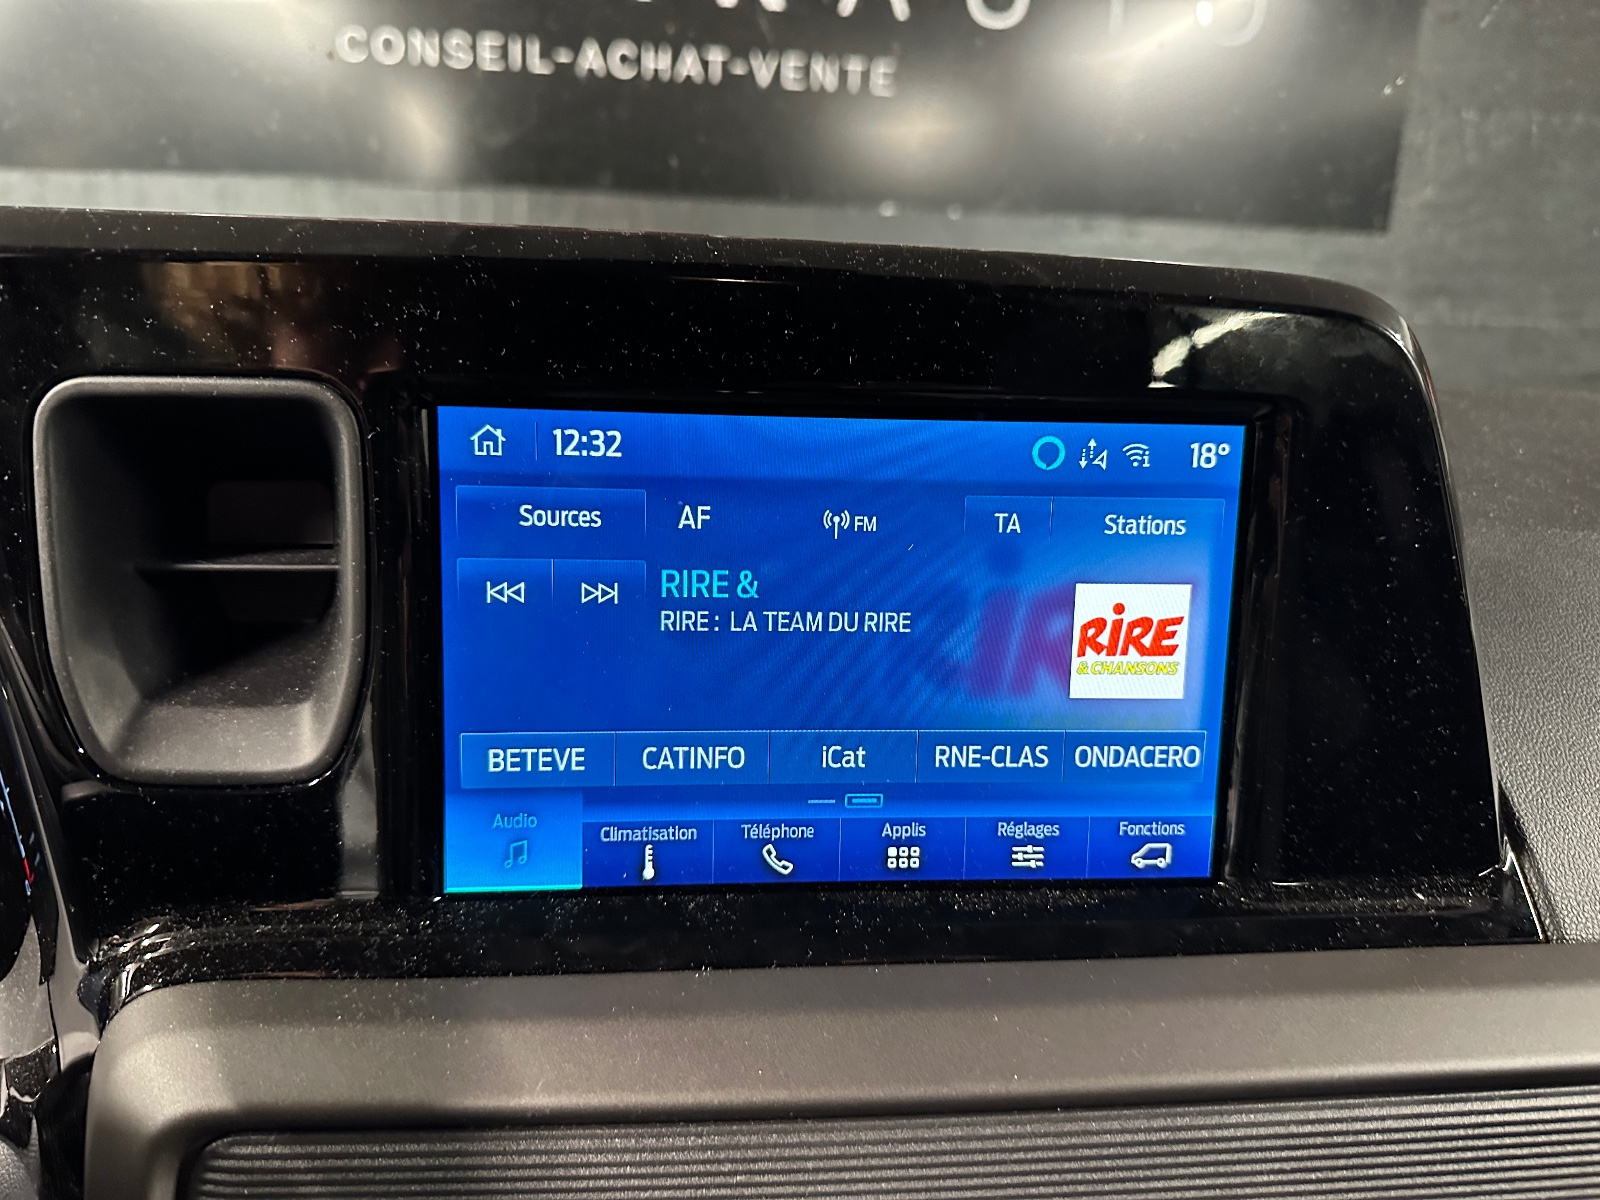 CONSEIL-ACHAT-VENTE
12:32
18°
Sources
AF
FM
TA
Stations
RIRE &
RIRE : LA TEAM DU RIRE
RIRE
& CHANSONS
BETEVE
CATINFO
iCat
RNE-CLAS
ONDACERO
Audio
Climatisation
Téléphone
Applis
Réglages
Fonctions